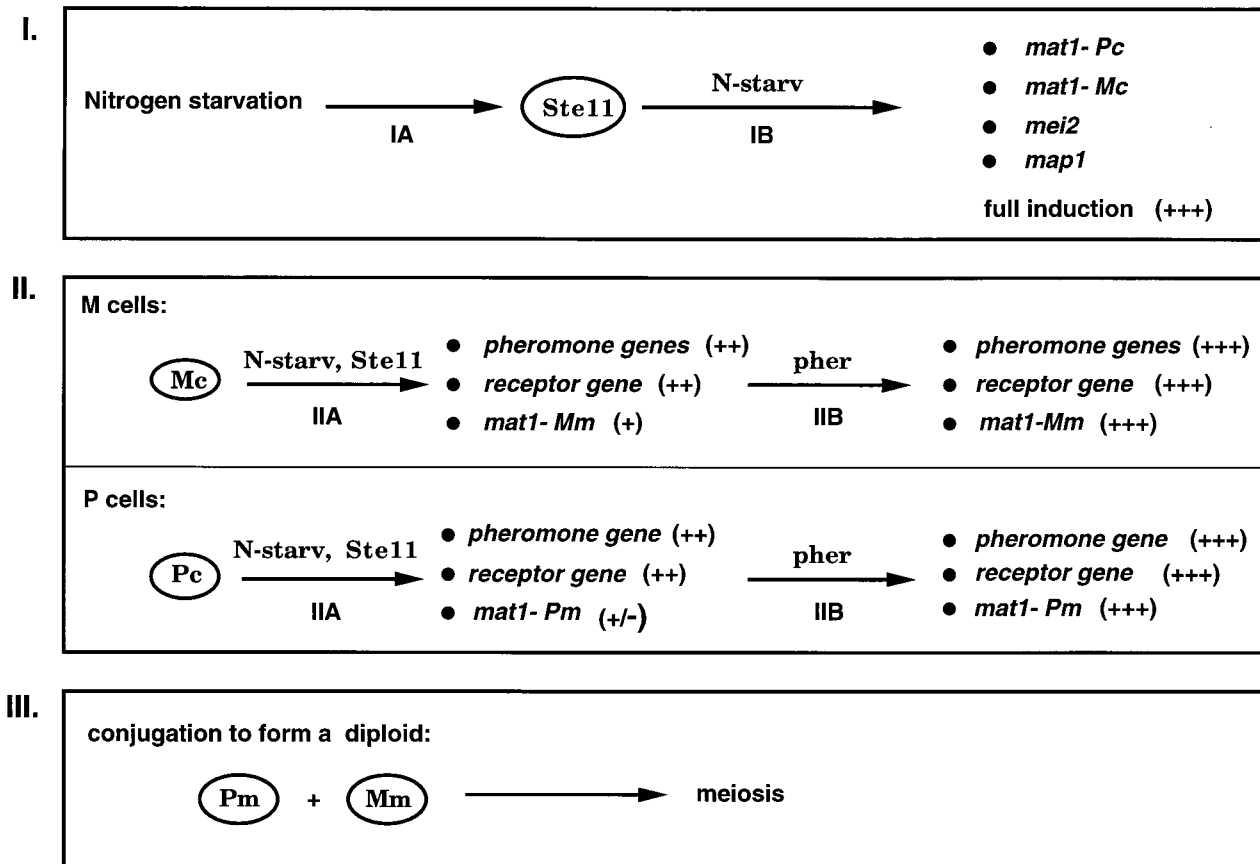 I.
Nitrogen starvation
IA
Ste11
N-starv
IB
● mat1- Pc
● mat1- Mc
● mei2
● map1
full induction (+++)
II.
M cells:
Mc
N-starv, Ste11
IIA
● pheromone genes (++)
● receptor gene (++)
● mat1- Mm (+)
pher
IIB
● pheromone genes (+++)
● receptor gene (+++)
● mat1-Mm (+++)
P cells:
Pc
N-starv, Ste11
IIA
● pheromone gene (++)
● receptor gene (++)
● mat1- Pm (+/-)
pher
IIB
● pheromone gene (+++)
● receptor gene (+++)
● mat1- Pm (+++)
III.
conjugation to form a diploid:
Pm + Mm meiosis